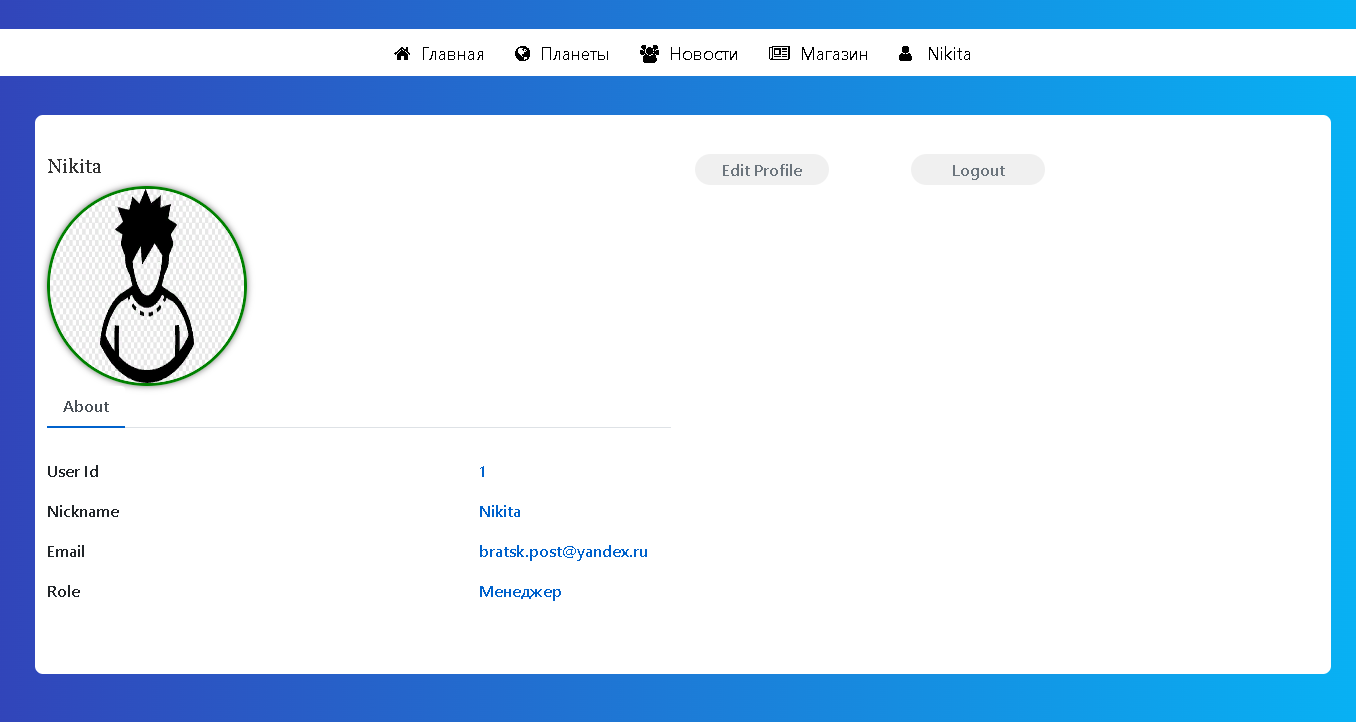 Главная Планеты Новости Магазин Nikita
Nikita
Edit Profile Logout
About
User Id 1
Nickname Nikita
Email bratsk.post@yandex.ru
Role Менеджер